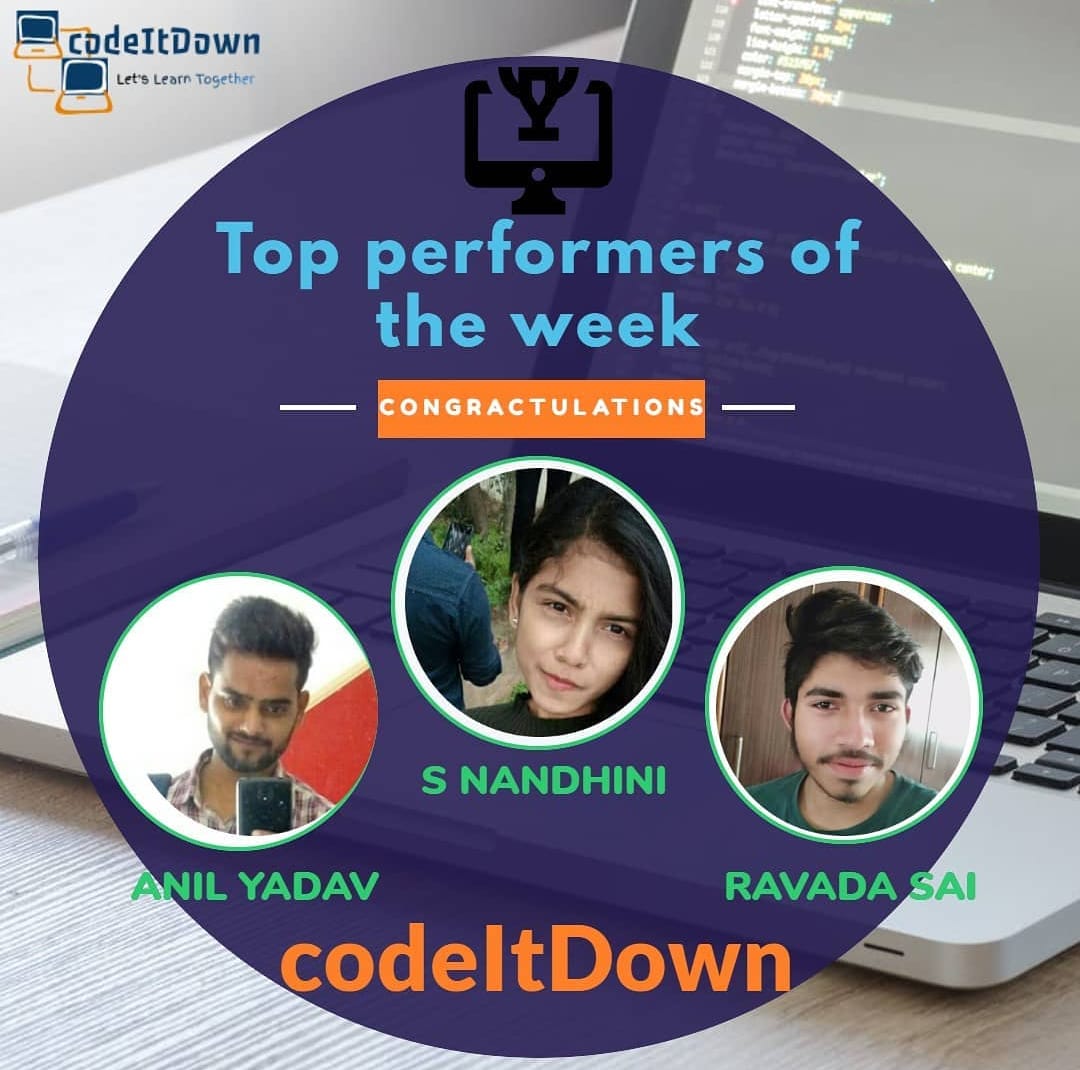 codeItDown
Let's Learn Together
Top performers of
the week
CONGRACTULATIONS
S NANDHINI
ANIL YADAV
RAVADA SAI
codeItDown